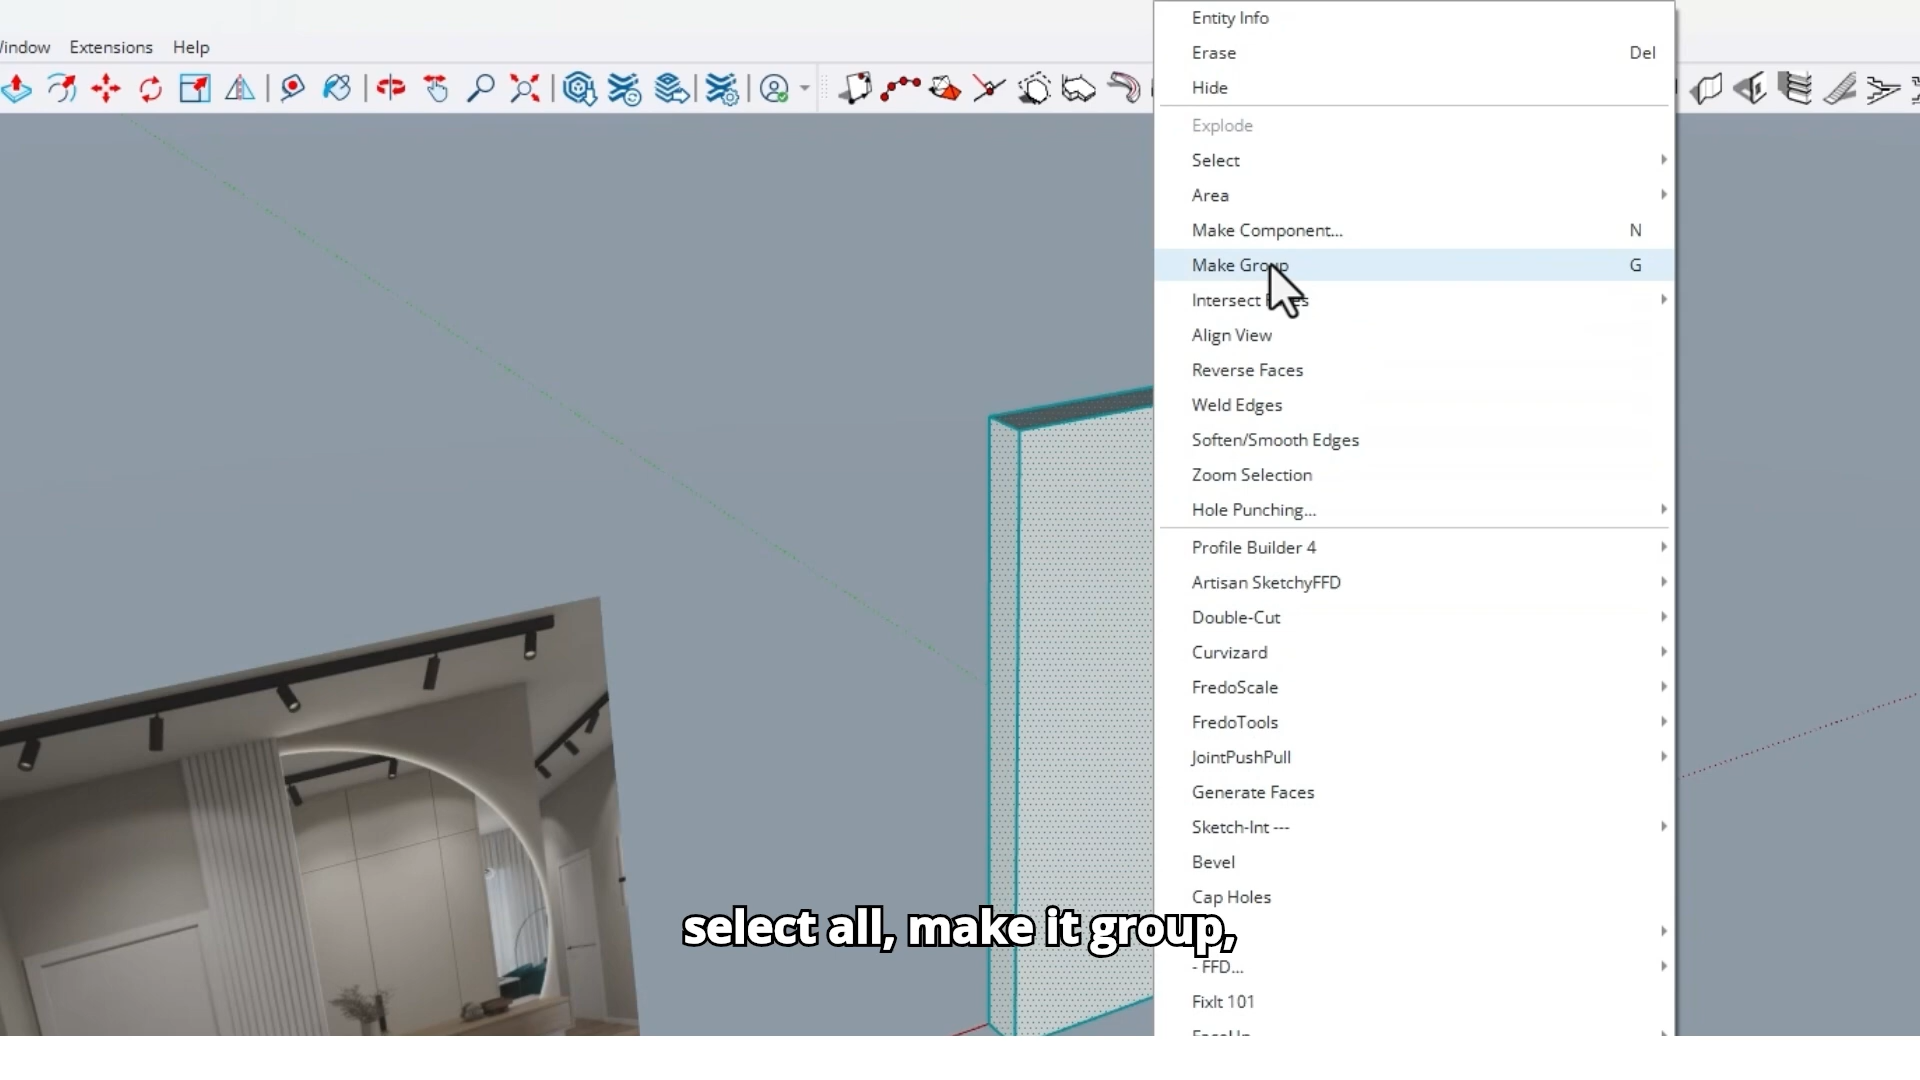 Window Extensions Help
Entity Info
Erase Del
Hide
Explode
Select
Area
Make Component... N
Make Group G
Intersect Faces
Align View
Reverse Faces
Weld Edges
Soften/Smooth Edges
Zoom Selection
Hole Punching...
Profile Builder 4
Artisan SketchyFFD
Double-Cut
Curvizard
FredoScale
FredoTools
JointPushPull
Generate Faces
Sketch-Int ---
Bevel
Cap Holes
select all, make it group,
- FFD...
FixIt 101
FaceUp